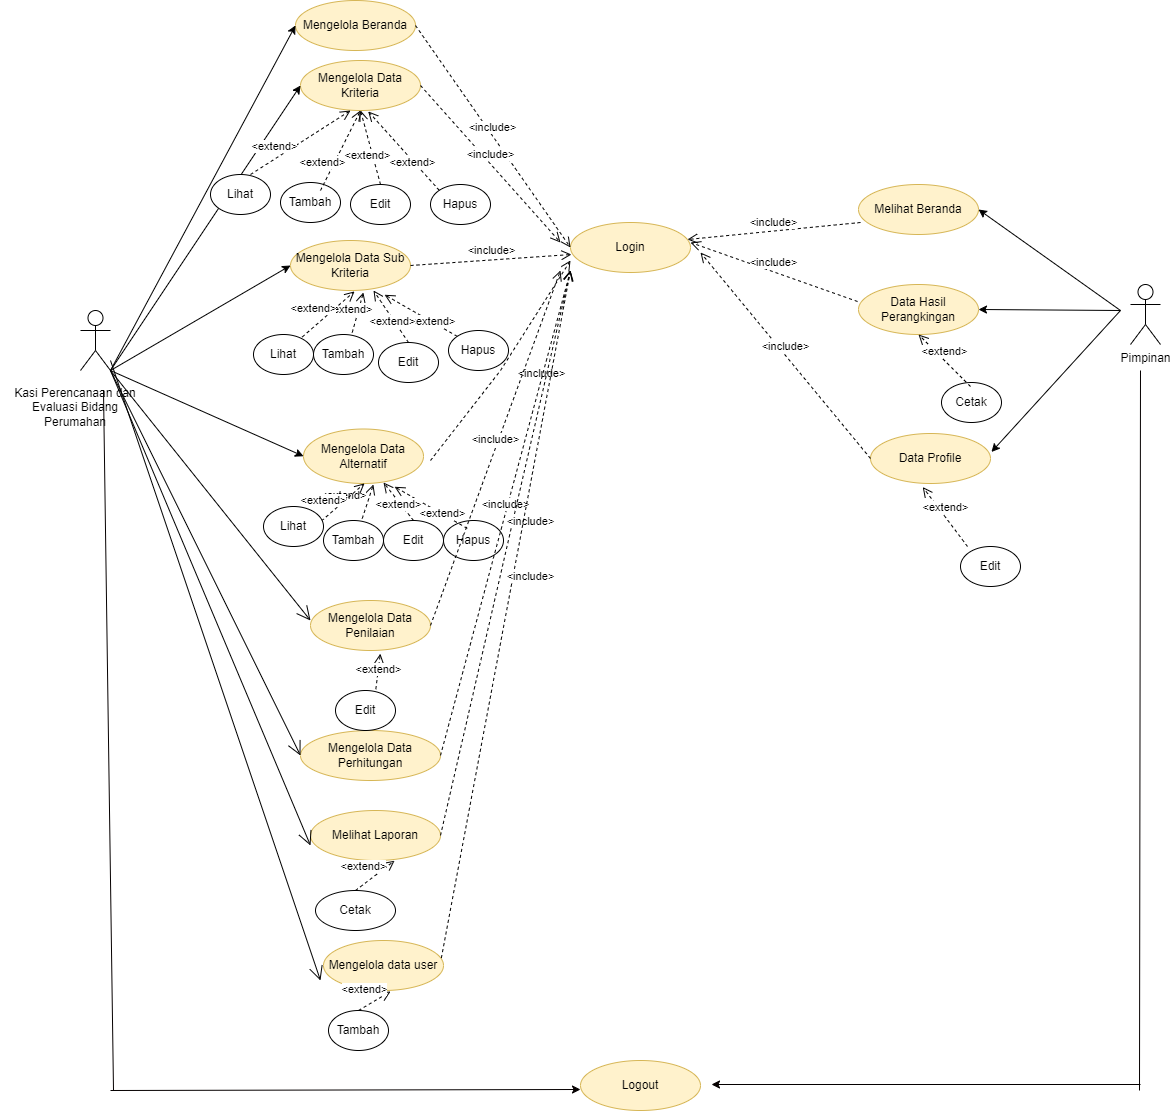 Mengelola Beranda
Mengelola Data
Kriteria
<include>
<include>
<extend>
<extend>
<extend>
<extend>
Lihat
Tambah
Edit
Hapus
Melihat Beranda
<include>
Login
Mengelola Data Sub
Kriteria
<include>
<include>
Data Hasil
Perangkingan
<extend>
<extend>
<extend>
<extend>
Lihat
Tambah
Edit
Hapus
<include>
<extend>
Pimpinan
Kasi Perencanaan dan
Evaluasi Bidang
Perumahan
<include>
Cetak
Mengelola Data
Alternatif
<include>
Data Profile
<extend>
<extend>
<extend>
<include>
<extend>
<include>
Lihat
Tambah
Edit
Hapus
Edit
<include>
Mengelola Data
Penilaian
<extend>
Edit
Mengelola Data
Perhitungan
Melihat Laporan
<extend>
Cetak
Mengelola data user
<extend>
Tambah
Logout